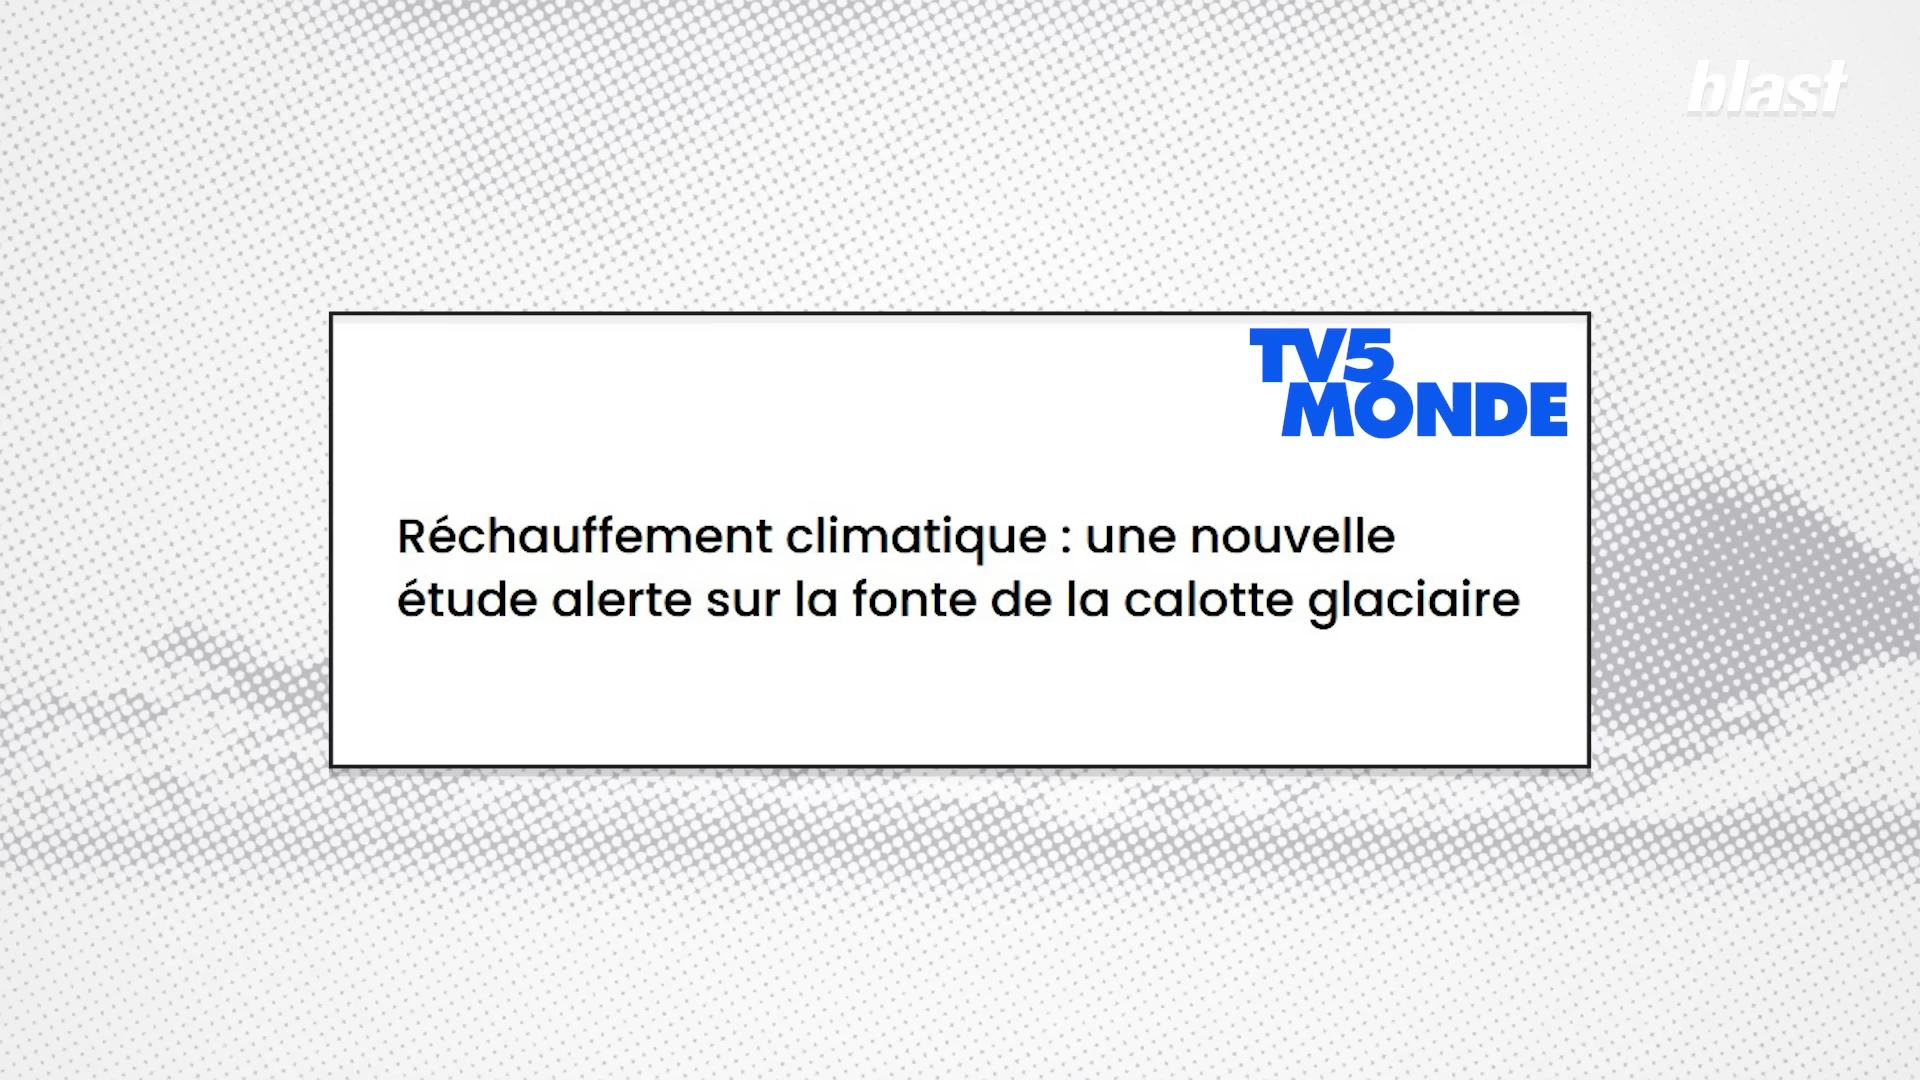 blast
TV5
MONDE
Réchauffement climatique : une nouvelle
étude alerte sur la fonte de la calotte glaciaire